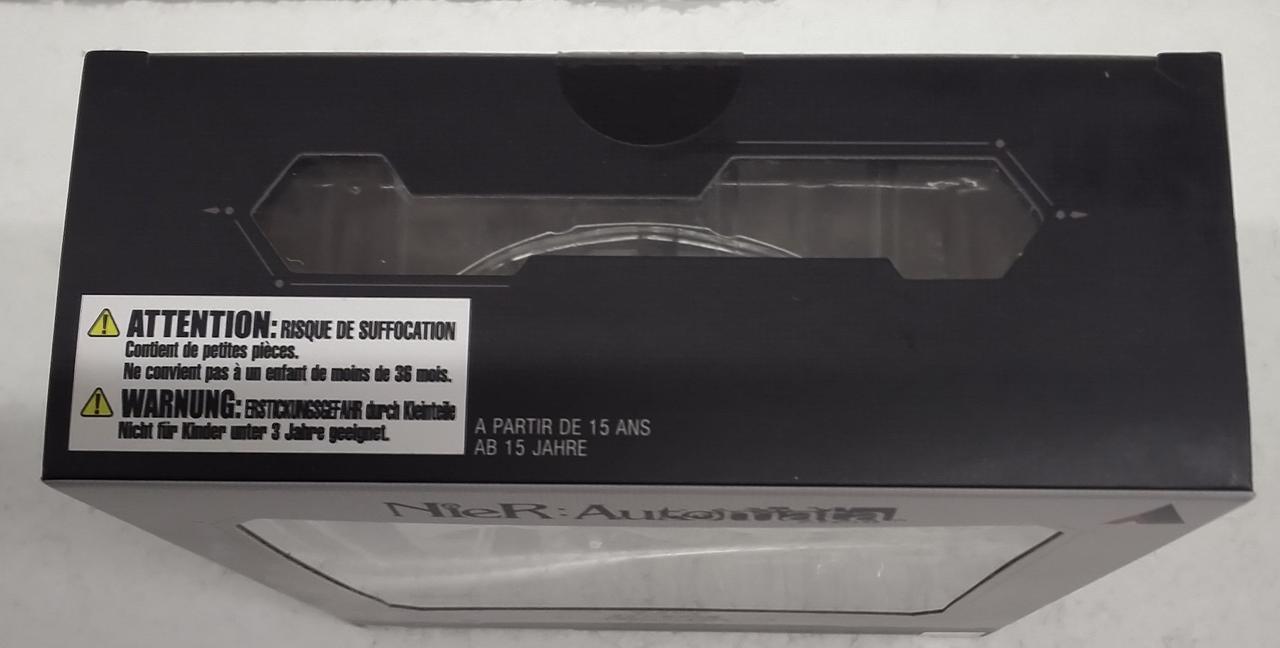 ATTENTION: RISQUE DE SUFFOCATION
Contient de petites pièces.
Ne convient pas à un enfant de moins de 36 mois.
WARNUNG: ERSTICKUNGSGEFAHR durch Kleinteile
Nicht für Kinder unter 3 Jahre geeignet.
A PARTIR DE 15 ANS
AB 15 JAHRE
NieR:Automata